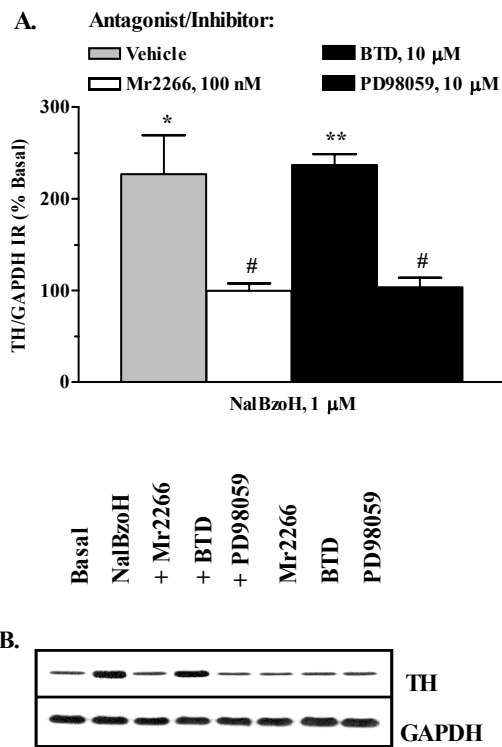 A. Antagonist/Inhibitor:
Vehicle BTD, 10 μM
Mr2266, 100 nM PD98059, 10 μM
TH/GAPDH IR (% Basal)
300
200
100
0
*
#
**
#
NalBzoH, 1 μM
Basal
NalBzoH
+ Mr2266
+ BTD
+ PD98059
Mr2266
BTD
PD98059
B.
TH
GAPDH